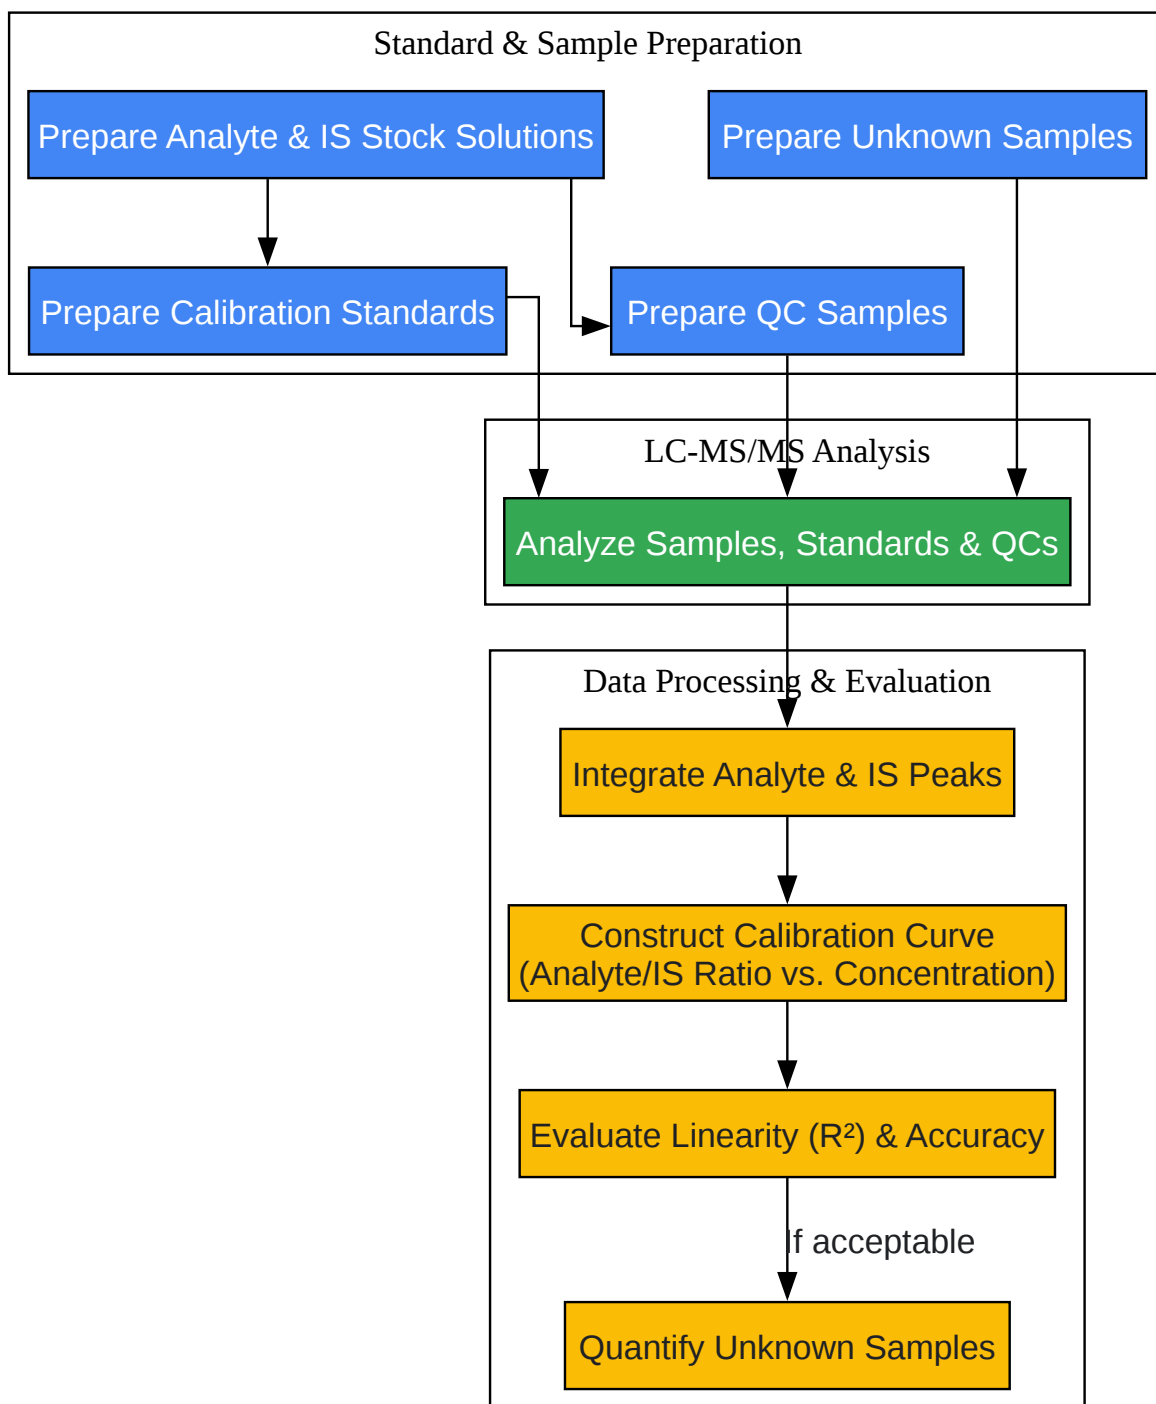 Standard & Sample Preparation
Prepare Analyte & IS Stock Solutions
Prepare Unknown Samples
Prepare Calibration Standards
Prepare QC Samples
LC-MS/MS Analysis
Analyze Samples, Standards & QCs
Data Processing & Evaluation
Integrate Analyte & IS Peaks
Construct Calibration Curve
(Analyte/IS Ratio vs. Concentration)
Evaluate Linearity (R²) & Accuracy
If acceptable
Quantify Unknown Samples